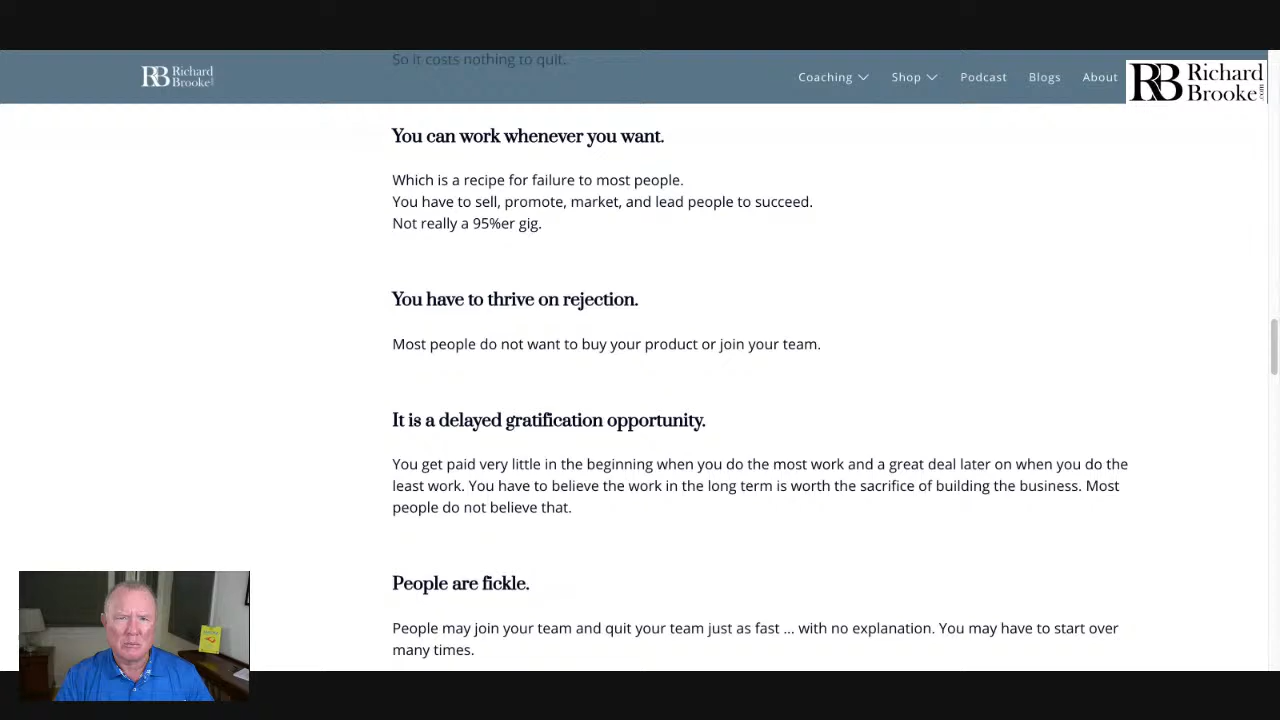 So it costs nothing to quit.
RB Richard Brooke
Coaching Shop Podcast Blogs About
RB Richard Brooke .com
You can work whenever you want.
Which is a recipe for failure to most people.
You have to sell, promote, market, and lead people to succeed.
Not really a 95%er gig.
You have to thrive on rejection.
Most people do not want to buy your product or join your team.
It is a delayed gratification opportunity.
You get paid very little in the beginning when you do the most work and a great deal later on when you do the
least work. You have to believe the work in the long term is worth the sacrifice of building the business. Most
people do not believe that.
People are fickle.
People may join your team and quit your team just as fast ... with no explanation. You may have to start over
many times.